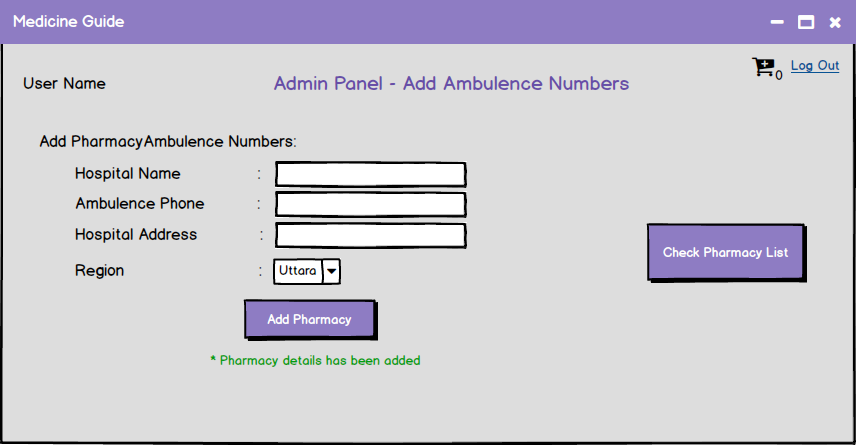 Medicine Guide
0 Log Out
User Name
Admin Panel - Add Ambulence Numbers
Add PharmacyAmbulence Numbers:
Hospital Name :
Ambulence Phone :
Hospital Address :
Region : Uttara
Check Pharmacy List
Add Pharmacy
* Pharmacy details has been added